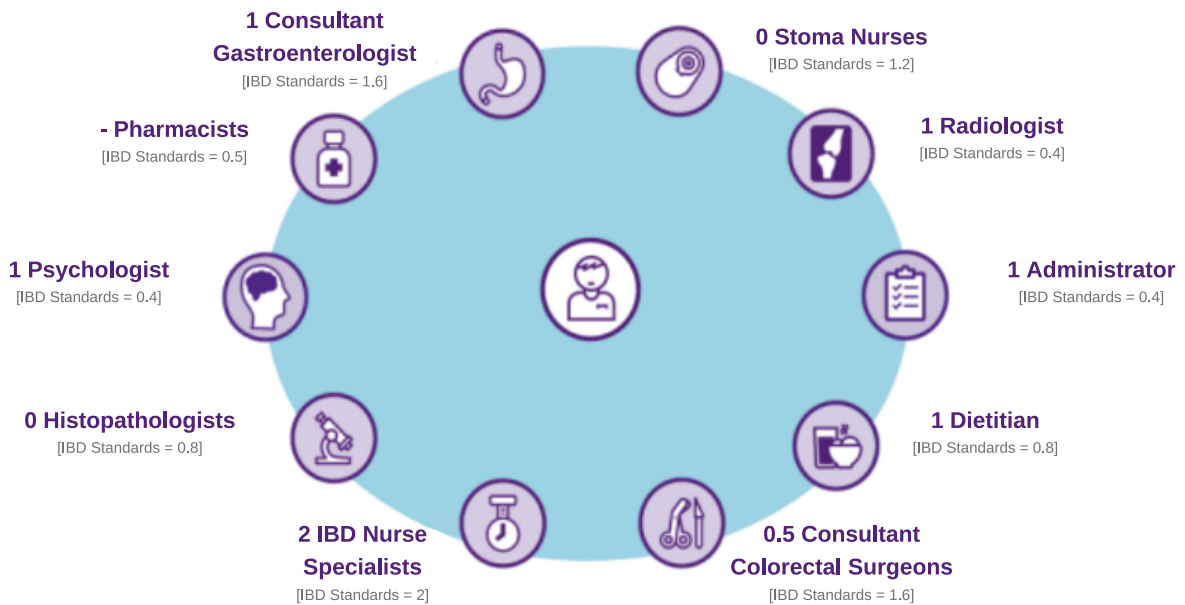 1 Consultant
Gastroenterologist
[IBD Standards = 1.6]
0 Stoma Nurses
[IBD Standards = 1.2]
- Pharmacists
[IBD Standards = 0.5]
1 Radiologist
[IBD Standards = 0.4]
1 Psychologist
[IBD Standards = 0.4]
1 Administrator
[IBD Standards = 0.4]
0 Histopathologists
[IBD Standards = 0.8]
1 Dietitian
[IBD Standards = 0.8]
2 IBD Nurse
Specialists
[IBD Standards = 2]
0.5 Consultant
Colorectal Surgeons
[IBD Standards = 1.6]